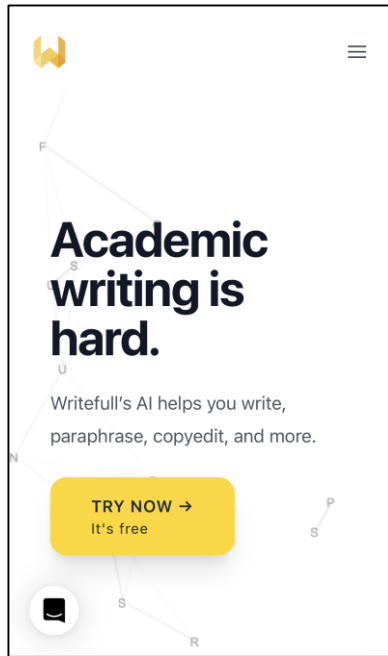 F
Academic
S
U
writing is
hard.
U
Writefull's AI helps you write,
paraphrase, copyedit, and more.
N
TRY NOW →
It's free
P
S
S
R